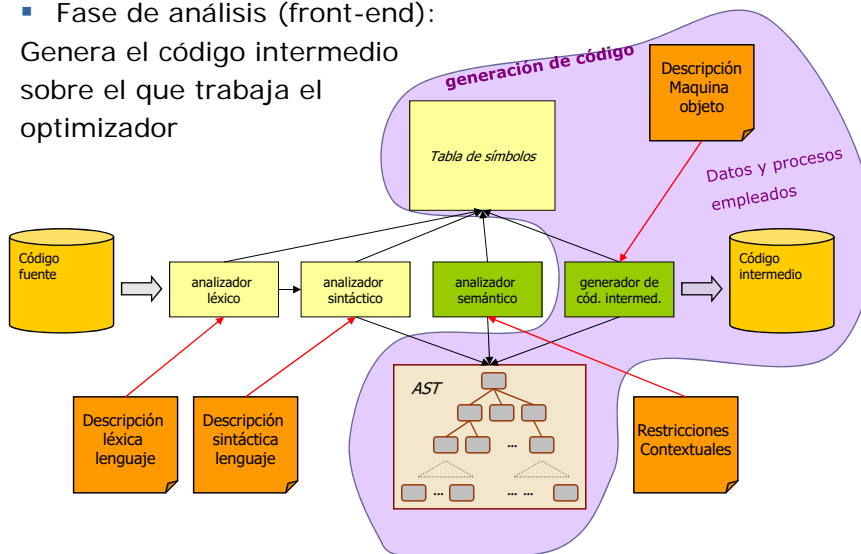 ▪ Fase de análisis (front-end):
Genera el código intermedio
sobre el que trabaja el
optimizador
generación de código
Descripción
Maquina
objeto
Tabla de símbolos
Datos y procesos
empleados
Código
fuente
analizador
léxico
analizador
sintáctico
analizador
semántico
generador de
cód. intermed.
Código
intermedio
AST
...
... 
... ...
Descripción
léxica
lenguaje
Descripción
sintáctica
lenguaje
Restricciones
Contextuales